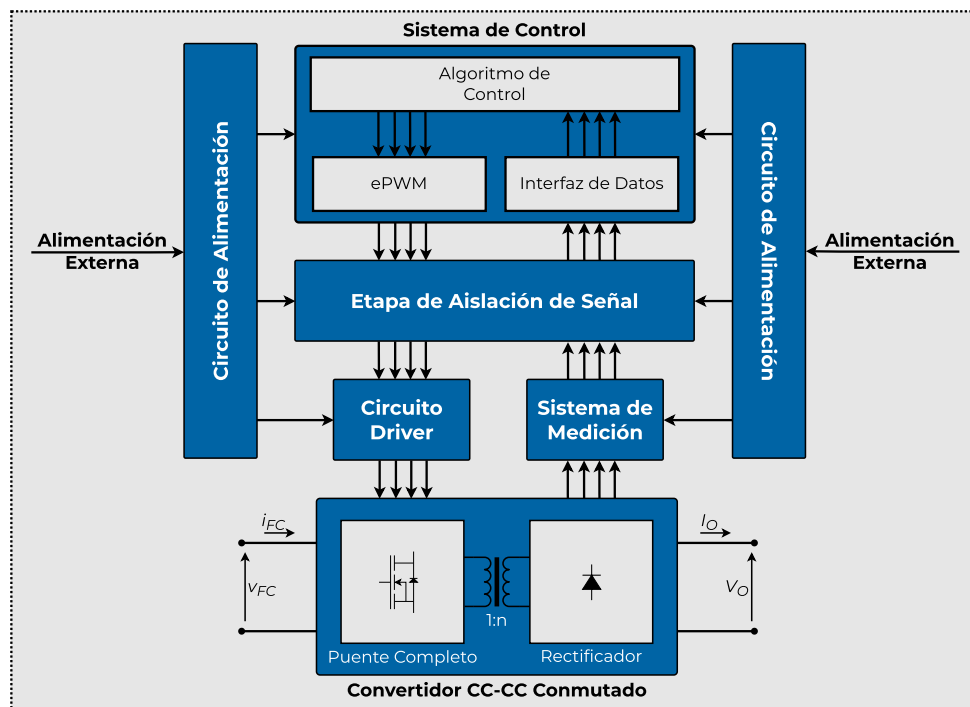 Sistema de Control
Algoritmo de
Control
ePWM
Interfaz de Datos
Circuito de Alimentación
Circuito de Alimentación
Alimentación
Externa
Alimentación
Externa
Etapa de Aislación de Señal
Circuito
Driver
Sistema de
Medición
iFC
IO
vFC
VO
1:n
Puente Completo
Rectificador
Convertidor CC-CC Conmutado